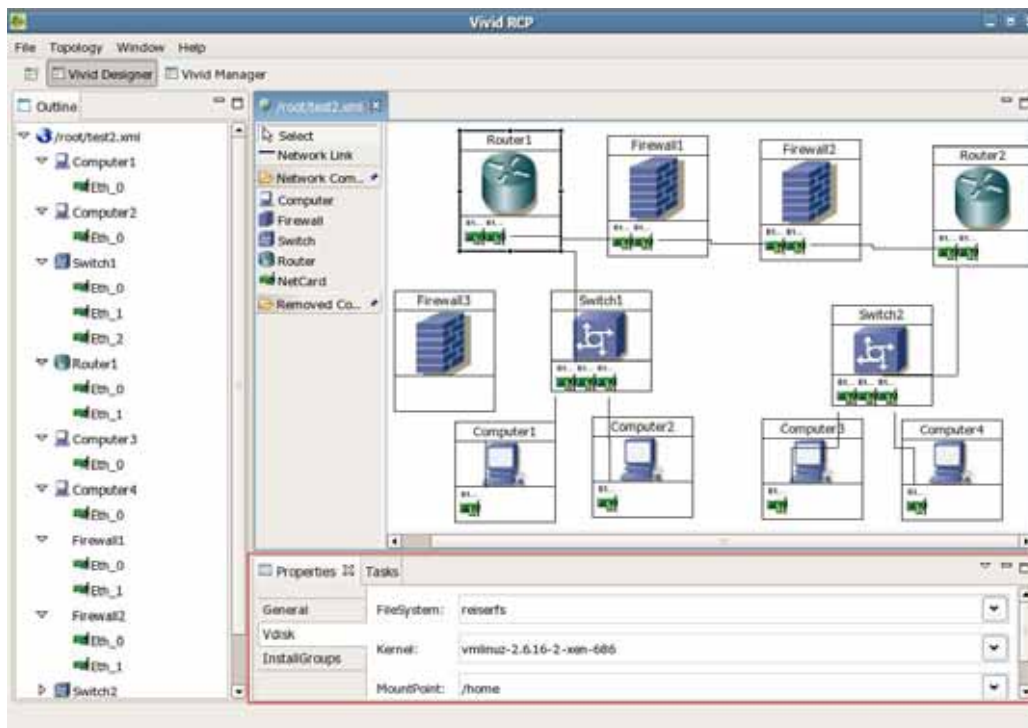 Vivid RCP
File Topology Window Help
Vivid Designer Vivid Manager
Outline
/root/test2.xml
Computer1
Eth_0
Computer2
Eth_0
Switch1
Eth_0
Eth_1
Eth_2
Router1
Eth_0
Eth_1
Computer3
Eth_0
Computer4
Eth_0
Firewall1
Eth_0
Eth_1
Firewall2
Eth_0
Eth_1
Switch2
/root/test2.xml
Select
Network Link
Network Com...
Computer
Firewall
Switch
Router
NetCard
Removed Co...
Router1
Firewall1
Firewall2
Router2
Firewall3
Switch1
Switch2
Computer1
Computer2
Computer3
Computer4
Properties Tasks
General
Vdisk
InstallGroups
FileSystem: reiserfs
Kernel: vmlinuz-2.6.16-2-xen-686
MountPoint: /home